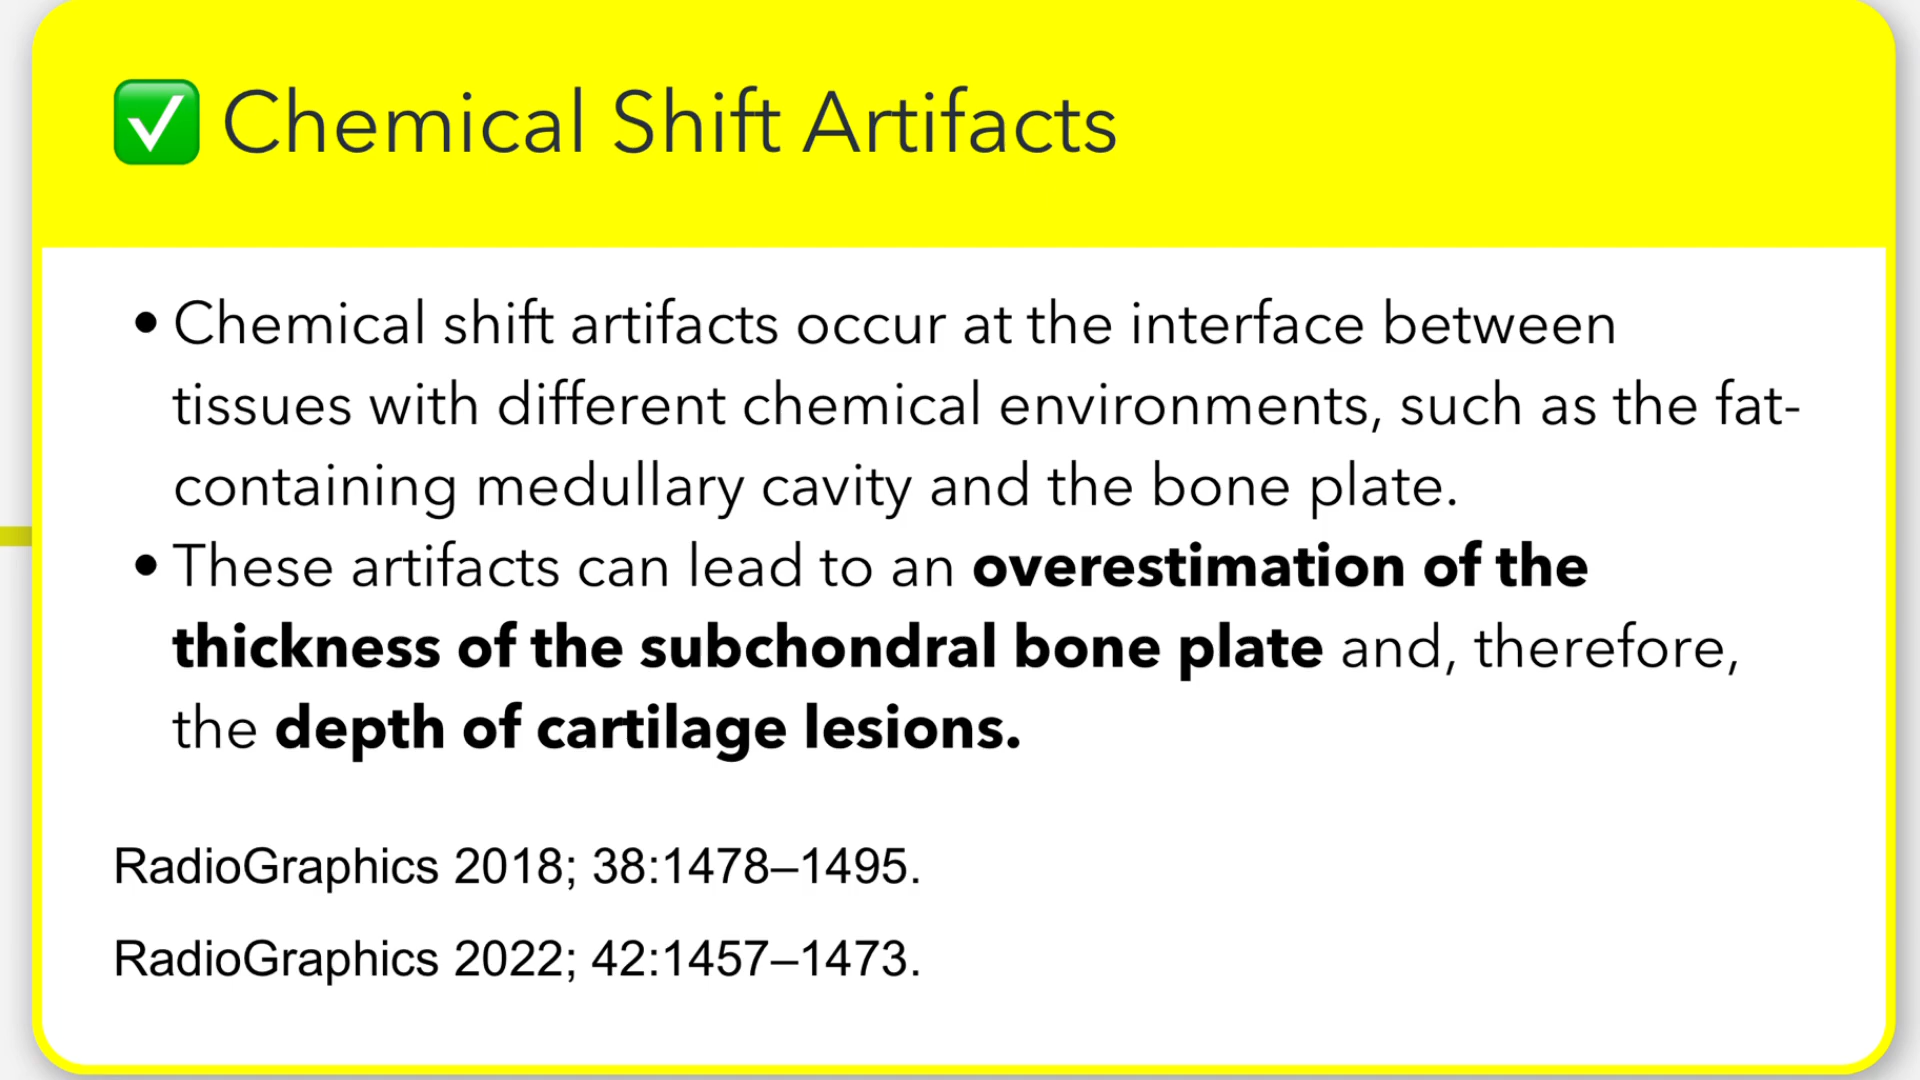 ✅ Chemical Shift Artifacts
• Chemical shift artifacts occur at the interface between
tissues with different chemical environments, such as the fat-
containing medullary cavity and the bone plate.
• These artifacts can lead to an overestimation of the
thickness of the subchondral bone plate and, therefore,
the depth of cartilage lesions.
RadioGraphics 2018; 38:1478–1495.
RadioGraphics 2022; 42:1457–1473.